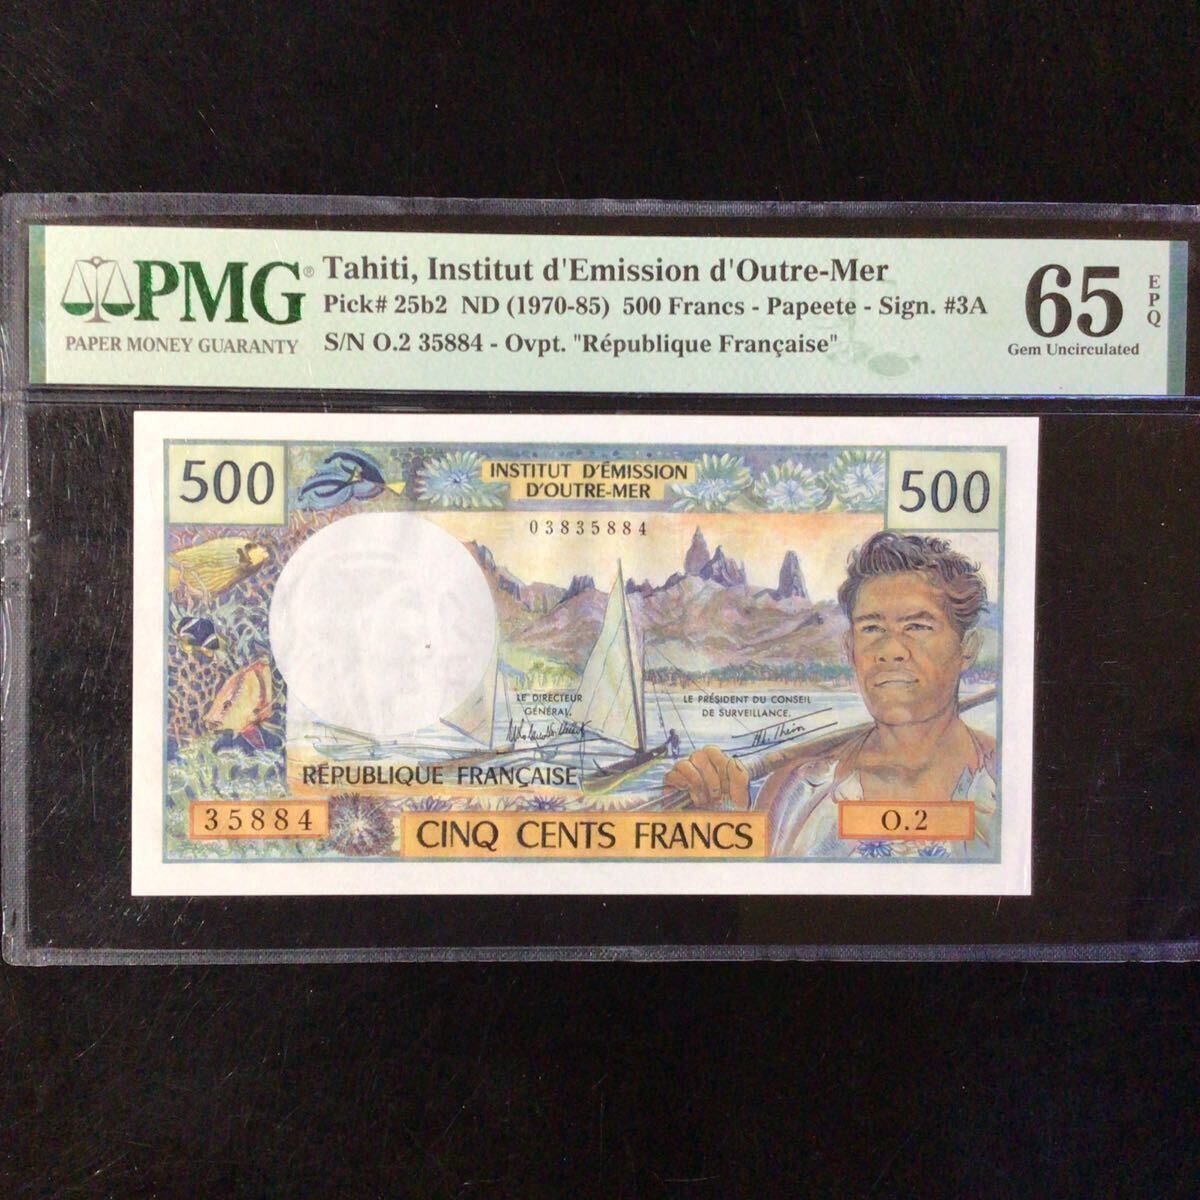 PMG®
PAPER MONEY GUARANTY
Tahiti, Institut d'Emission d'Outre-Mer
Pick# 25b2 ND (1970-85) 500 Francs - Papeete - Sign. #3A
S/N O.2 35884 - Ovpt. "République Française"
65
EPQ
Gem Uncirculated
500
INSTITUT D'ÉMISSION
D'OUTRE-MER
500
03835884
LE DIRECTEUR
GÉNÉRAL,
LE PRÉSIDENT DU CONSEIL
DE SURVEILLANCE,
RÉPUBLIQUE FRANÇAISE
35884
O.2
CINQ CENTS FRANCS